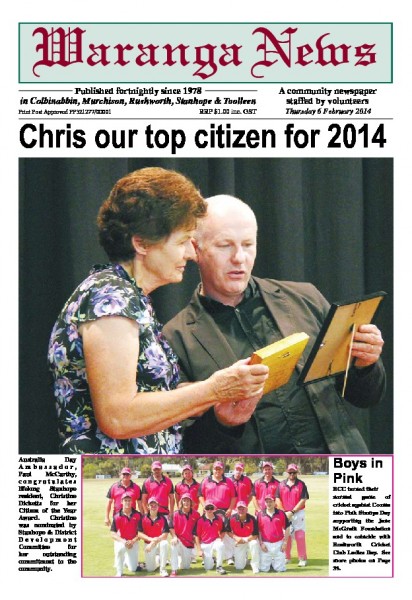 Waranga News
Published fortnightly since 1978
in Colbinabbin, Murchison, Rushworth, Stanhope & Toolleen
Print Post Approved PP321277/00001
RRP $1.00 inc. GST
A community newspaper
staffed by volunteers
Thursday 6 February 2014
Chris our top citizen for 2014
Australia Day
Ambassador,
Paul McCarthy,
congratulates
lifelong Stanhope
resident, Christine
Ricketts for her
Citizen of the Year
Award. Christine
was nominated by
Stanhope & District
Development
Committee for
her outstanding
commitment to the
community.
Boys in
Pink
RCC turned their
normal game of
cricket against Cooma
into Pink Stumps Day
supporting the Jane
McGrath Foundation
and to coincide with
Rushworth Cricket
Club Ladies Day. See
more photos on Page